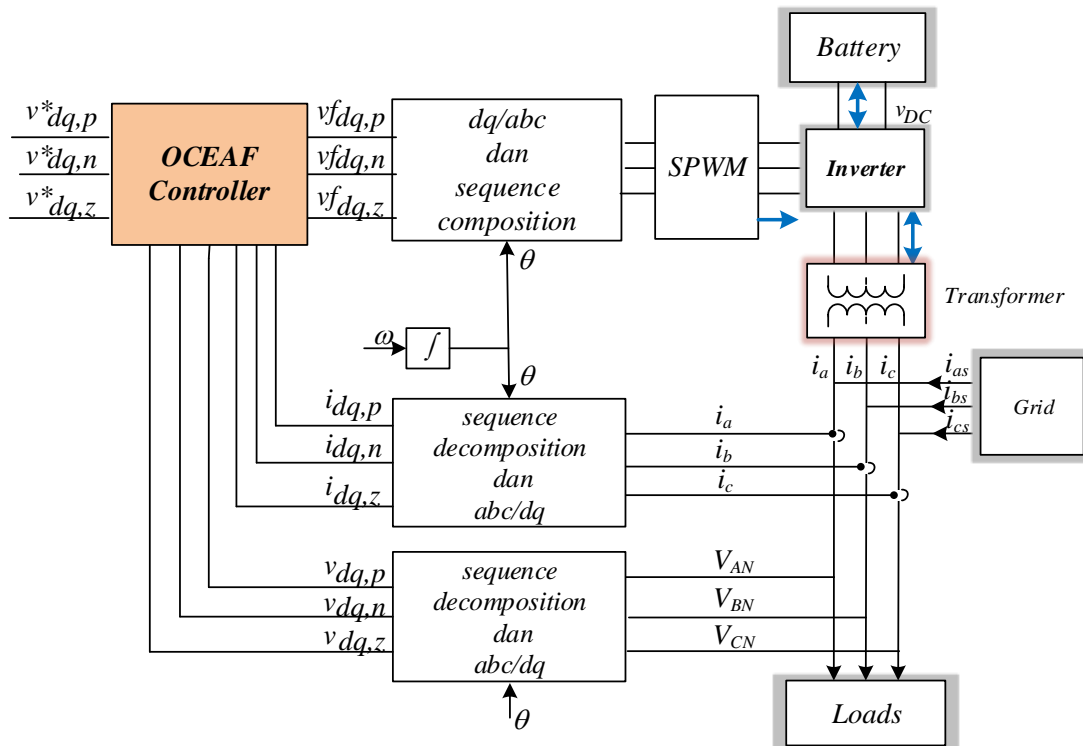 Battery
v*dq,p
v*dq,n
v*dq,z
OCEAF
Controller
vfdq,p
vfdq,n
vfdq,z
dq/abc
dan
sequence
composition
SPWM
vDC
Inverter
θ
Transformer
ω
∫
θ
ia
ib
ic
ias
ibs
ics
Grid
idq,p
idq,n
idq,z
sequence
decomposition
dan
abc/dq
ia
ib
ic
vdq,p
vdq,n
vdq,z
sequence
decomposition
dan
abc/dq
VAN
VBN
VCN
θ
Loads